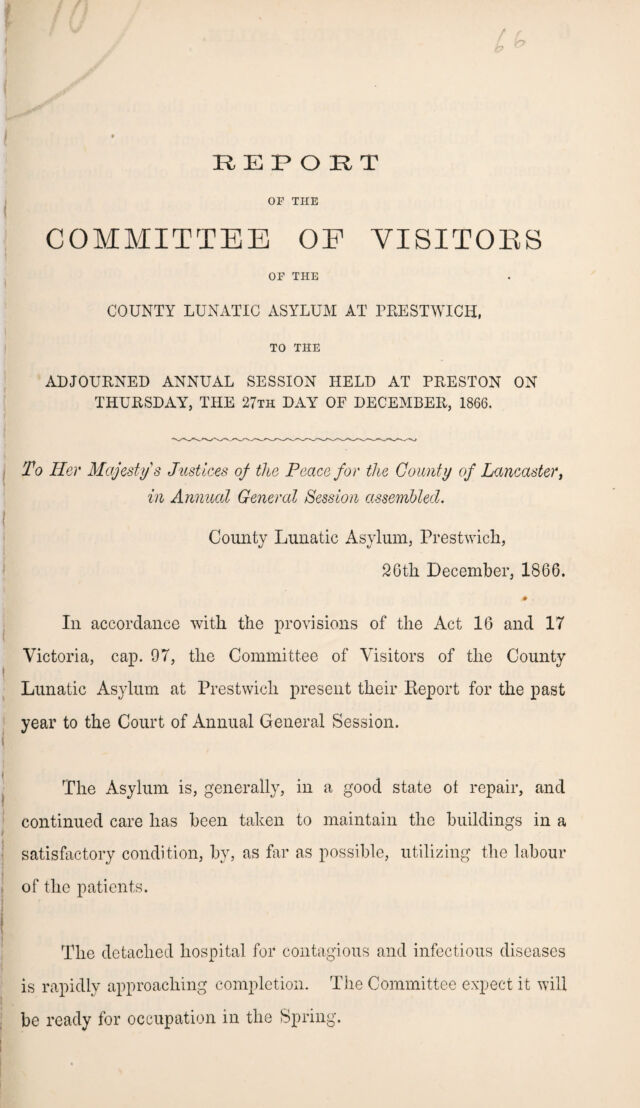 10
66
REPORT
OF THE
COMMITTEE OF VISITORS
OF THE
COUNTY LUNATIC ASYLUM AT PRESTWICH,
TO THE
ADJOURNED ANNUAL SESSION HELD AT PRESTON ON
THURSDAY, THE 27TH DAY OF DECEMBER, 1866.
To Her Majesty's Justices of the Peace for the County of Lancaster,
in Annual General Session assembled.
County Lunatic Asylum, Prestwich,
26th December, 1866.
In accordance with the provisions of the Act 16 and 17
Victoria, cap. 97, the Committee of Visitors of the County
Lunatic Asylum at Prestwich present their Report for the past
year to the Court of Annual General Session.
The Asylum is, generally, in a good state of repair, and
continued care has been taken to maintain the buildings in a
satisfactory condition, by, as far as possible, utilizing the labour
of the patients.
The detached hospital for contagious and infectious diseases
is rapidly approaching completion. The Committee expect it will
be ready for occupation in the Spring.